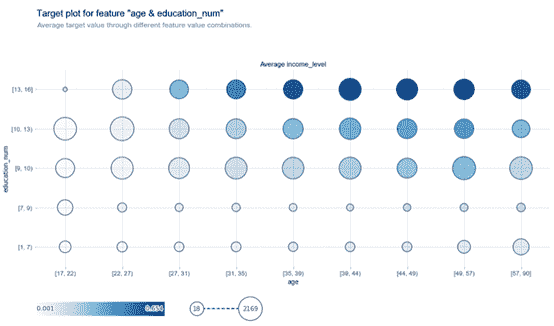 Target plot for feature "age & education_num"
Average target value through different feature value combinations.
Average income_level
[13, 16]
[10, 13)
[9, 10)
[7, 9)
[1, 7)
education_num
[17, 22) [22, 27) [27, 31) [31, 35) [35, 39) [39, 44) [44, 49) [49, 57) [57, 90]
age
0.001 0.654 18 2169